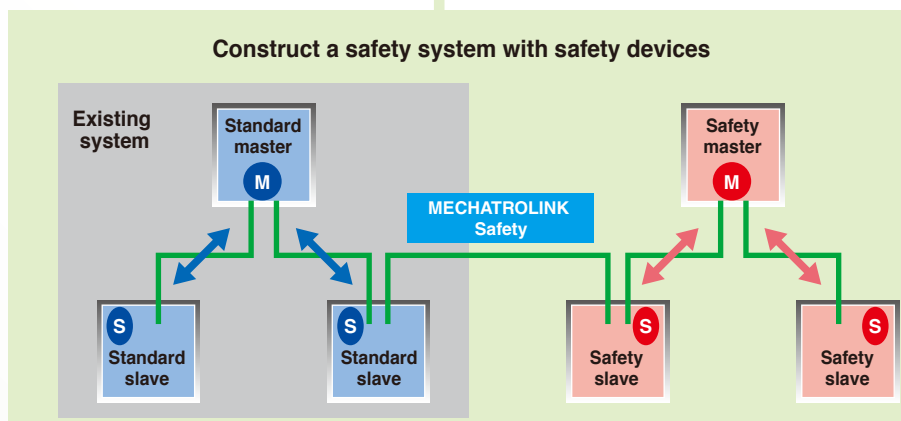 Construct a safety system with safety devices
Existing
system
Standard
master
M
Safety
master
M
MECHATROLINK
Safety
S
Standard
slave
S
Standard
slave
S
Safety
slave
S
Safety
slave